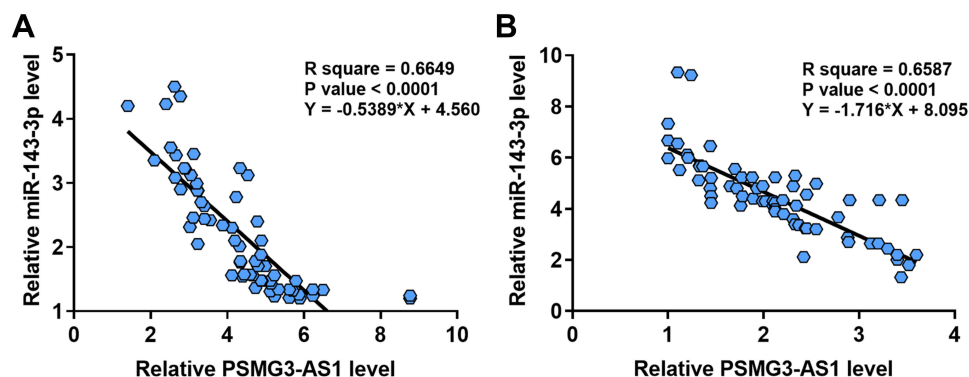 A
Relative miR-143-3p level
5
4
3
2
1
R square = 0.6649
P value < 0.0001
Y = -0.5389*X + 4.560
0 2 4 6 8 10
Relative PSMG3-AS1 level
B
Relative miR-143-3p level
10
8
6
4
2
0
R square = 0.6587
P value < 0.0001
Y = -1.716*X + 8.095
0 1 2 3 4
Relative PSMG3-AS1 level